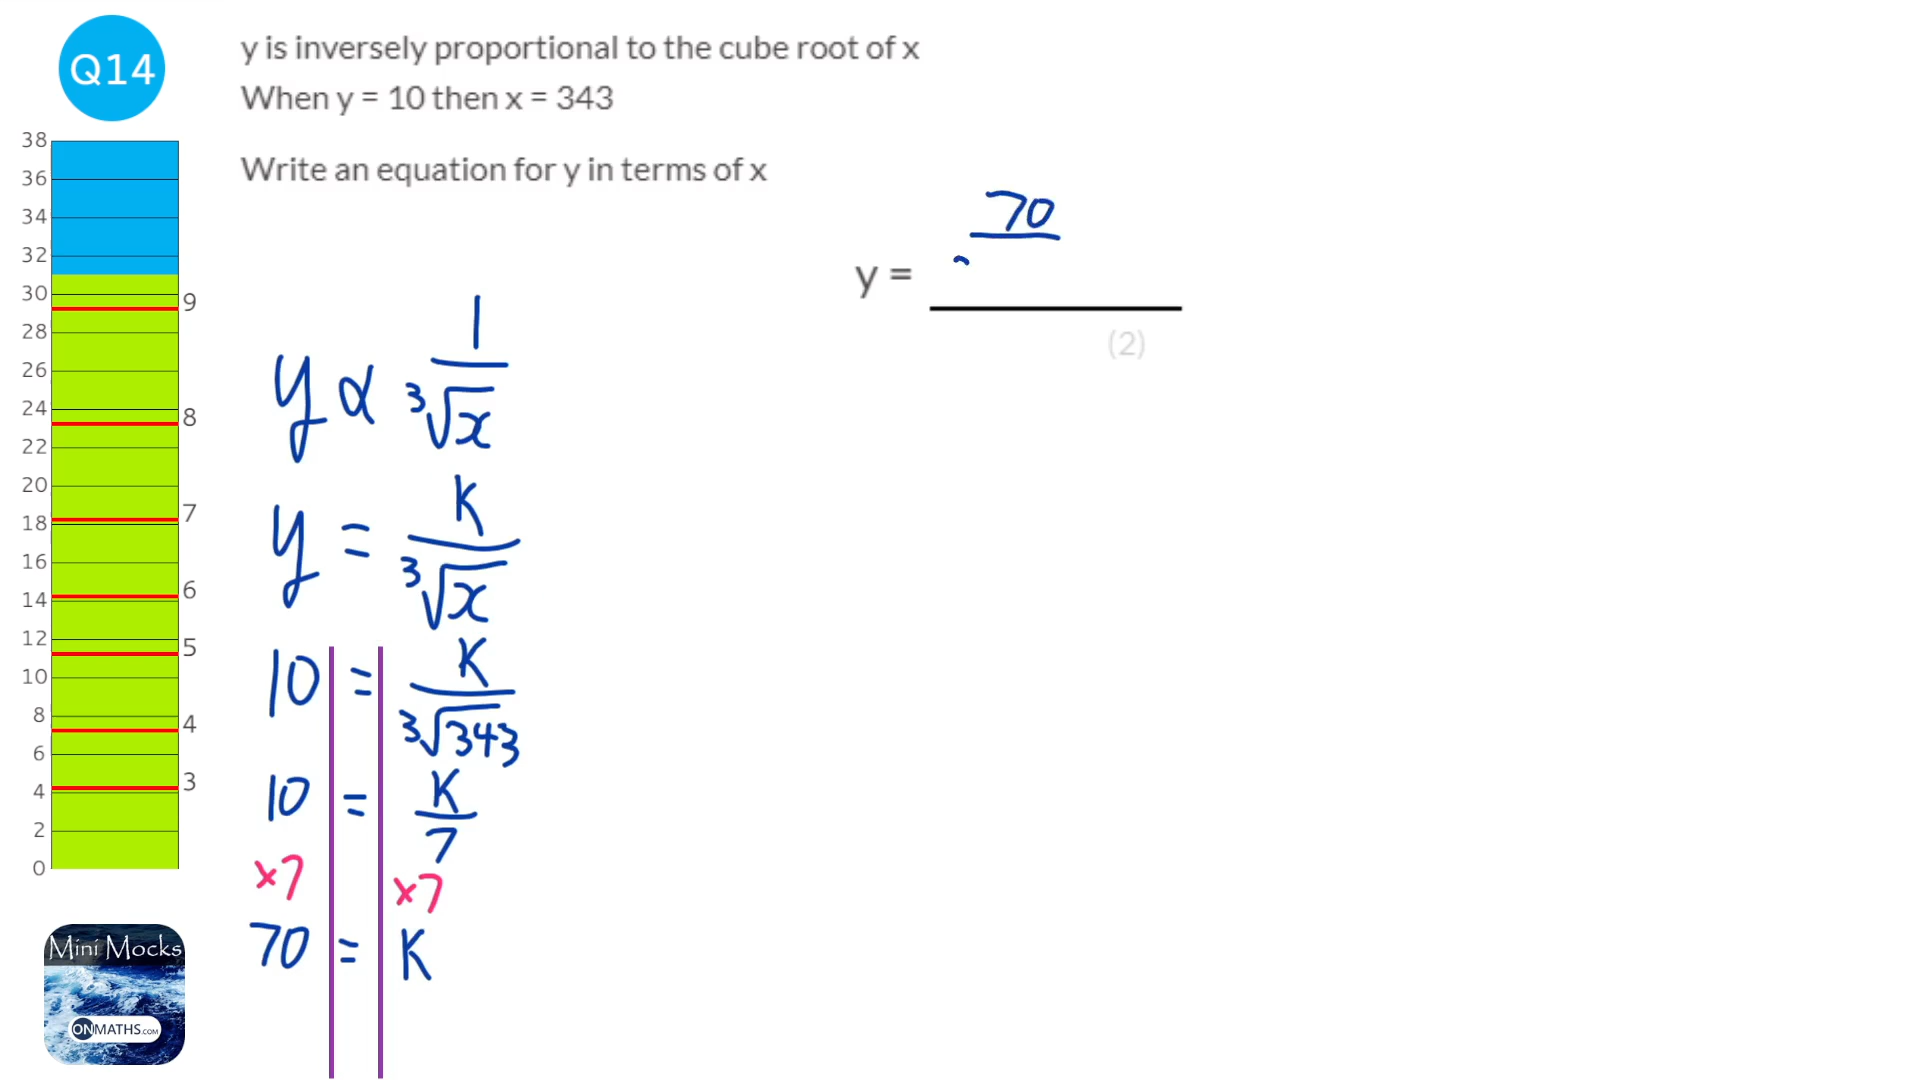 Q14
y is inversely proportional to the cube root of x
When y = 10 then x = 343
Write an equation for y in terms of x
70
y =
(2)
38
36
34
32
30
28
26
24
22
20
18
16
14
12
10
8
6
4
2
0
9
8
7
6
5
4
3
y ∝ 1/³√x
y = K/³√x
10 = K/³√343
10 = K/7
×7 ×7
70 = K
Mini Mocks
ONMATHS.COM